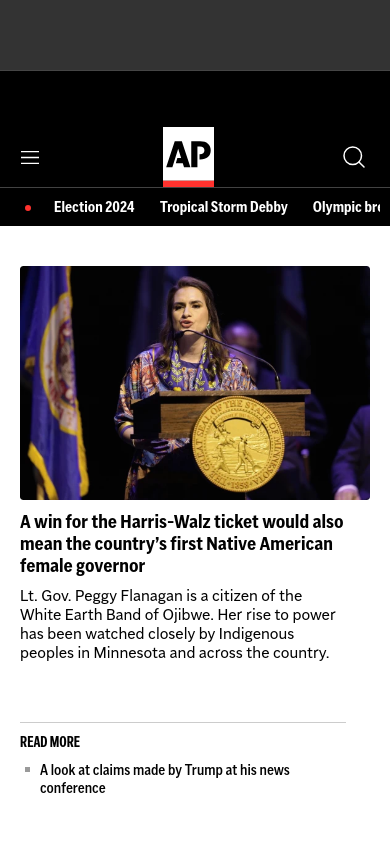 AP
Election 2024 Tropical Storm Debby Olympic bre
A win for the Harris-Walz ticket would also
mean the country’s first Native American
female governor
Lt. Gov. Peggy Flanagan is a citizen of the
White Earth Band of Ojibwe. Her rise to power
has been watched closely by Indigenous
peoples in Minnesota and across the country.
READ MORE
A look at claims made by Trump at his news
conference